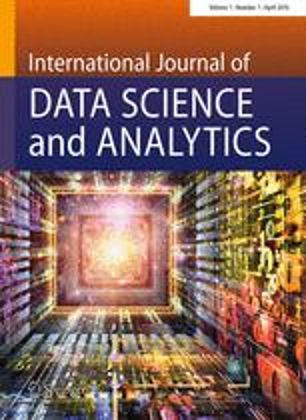 Volume 1 · Number 1 · April 2016
International Journal of
DATA SCIENCE
and ANALYTICS